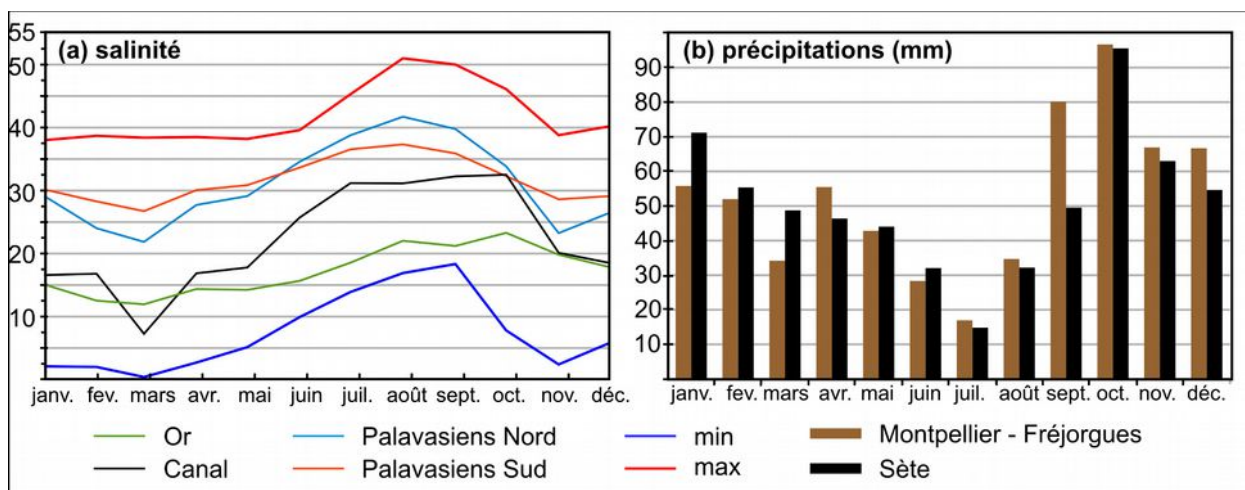 (a) salinité
55
50
40
30
20
10
janv. fev. mars avr. mai juin juil. août sept. oct. nov. déc.
(b) précipitations (mm)
90
80
70
60
50
40
30
20
10
janv. fev. mars avr. mai juin juil. août sept. oct. nov. déc.
Or Palavasiens Nord min Montpellier - Fréjorgues
Canal Palavasiens Sud max Sète